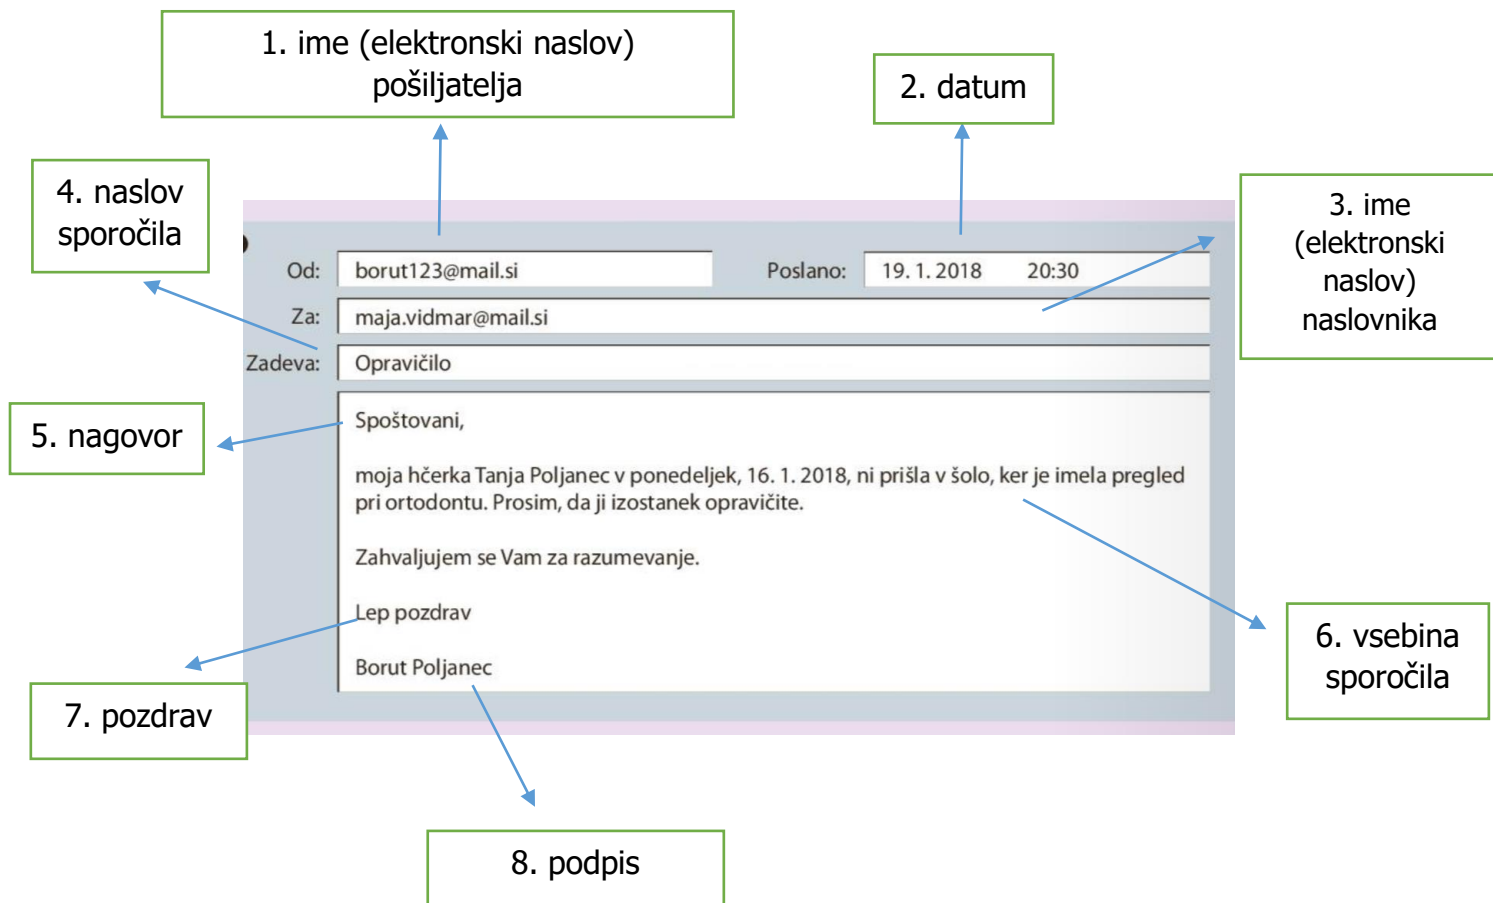 1. ime (elektronski naslov)
pošiljatelja
2. datum
4. naslov
sporočila
3. ime
(elektronski
naslov)
naslovnika
Od: borut123@mail.si Poslano: 19. 1. 2018 20:30
Za: maja.vidmar@mail.si
Zadeva: Opravičilo
5. nagovor
Spoštovani,
moja hčerka Tanja Poljanec v ponedeljek, 16. 1. 2018, ni prišla v šolo, ker je imela pregled
pri ortodontu. Prosim, da ji izostanek opravičite.
Zahvaljujem se Vam za razumevanje.
Lep pozdrav
Borut Poljanec
6. vsebina
sporočila
7. pozdrav
8. podpis